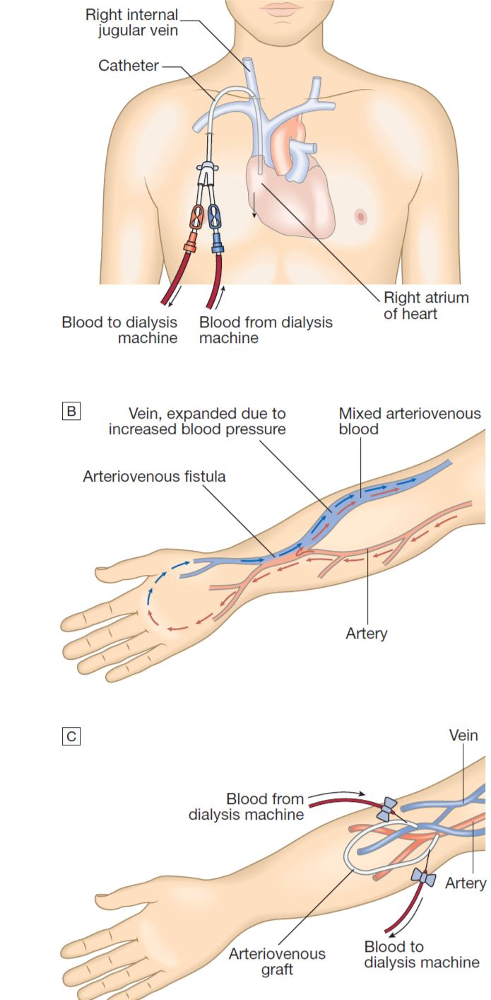 Right internal
jugular vein
Catheter
Right atrium
of heart
Blood to dialysis
machine
Blood from dialysis
machine
B
Vein, expanded due to
increased blood pressure
Mixed arteriovenous
blood
Arteriovenous fistula
Artery
C
Vein
Blood from
dialysis machine
Artery
Arteriovenous
graft
Blood to
dialysis machine